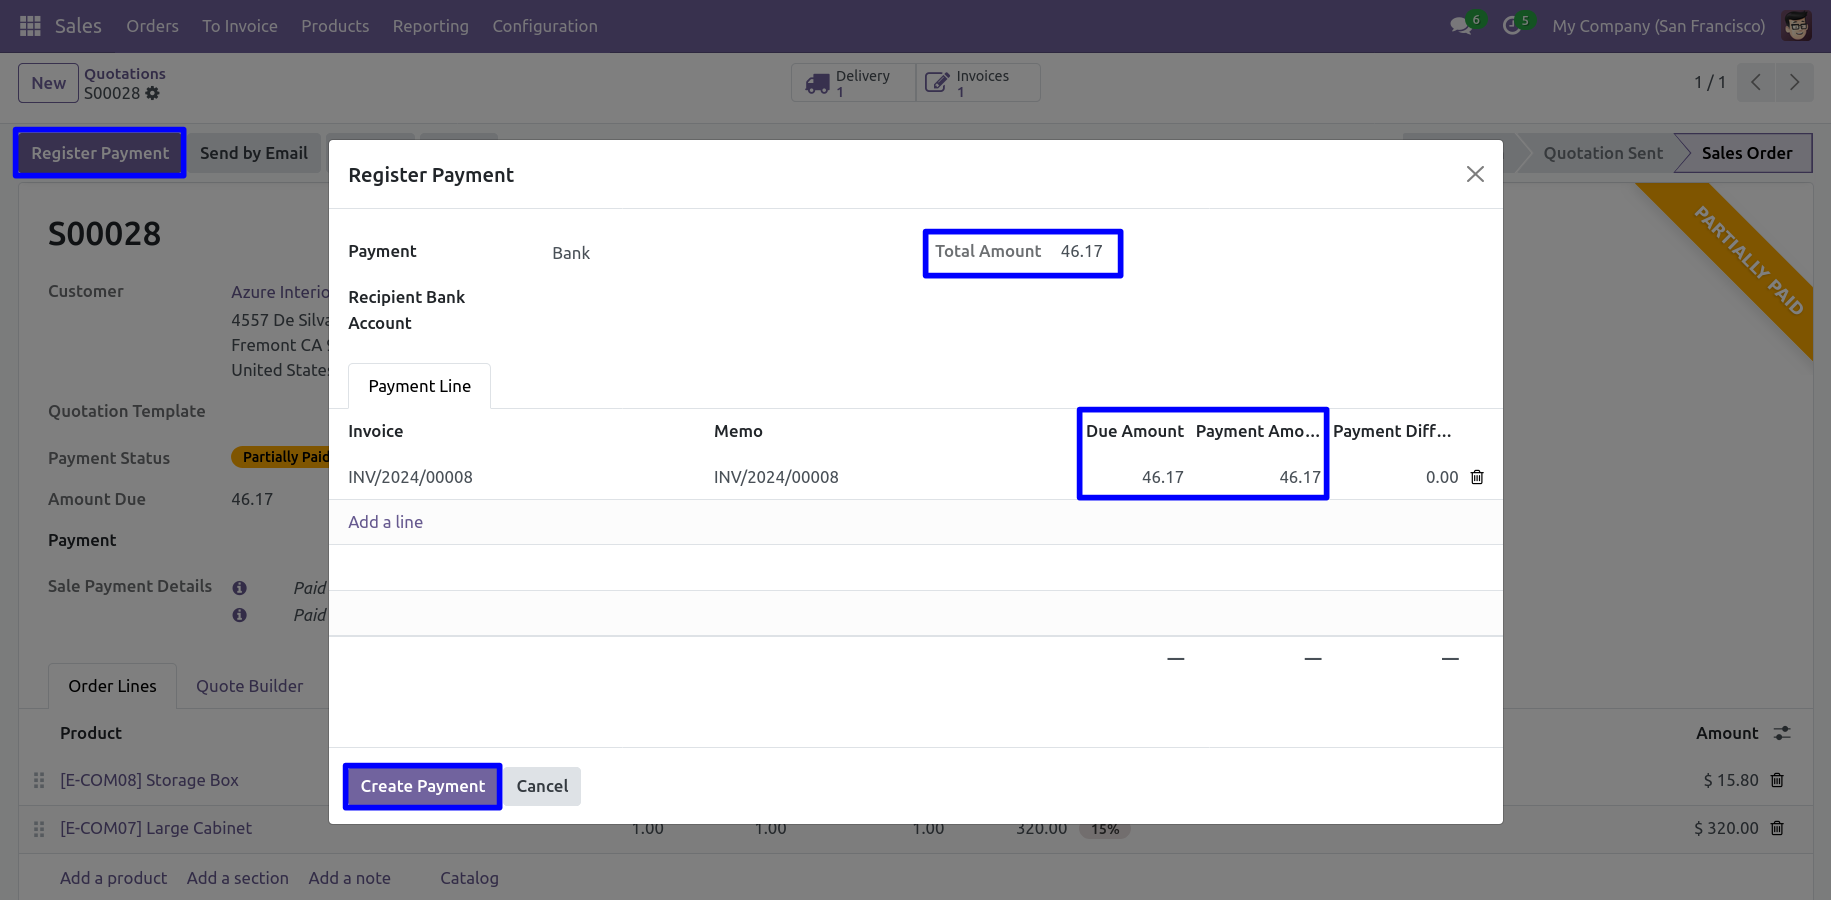 Sales Orders To Invoice Products Reporting Configuration 6 5 My Company (San Francisco)
New Quotations Delivery Invoices
S00028 1 1 1 / 1
Register Payment Send by Email Quotation Sent Sales Order
Register Payment
PARTIALLY PAID
S00028
Payment Bank Total Amount 46.17
Customer Azure Interio
Recipient Bank
Account
4557 De Silva
Fremont CA
United States
Payment Line
Quotation Template
Invoice Memo Due Amount Payment Amo... Payment Diff...
Payment Status Partially Paid
INV/2024/00008 INV/2024/00008 46.17 46.17 0.00
Amount Due 46.17
Add a line
Payment
Sale Payment Details Paid
Paid
— — —
Order Lines Quote Builder
Product Amount
[E-COM08] Storage Box $ 15.80
Create Payment Cancel
[E-COM07] Large Cabinet 1.00 1.00 1.00 320.00 15% $ 320.00
Add a product Add a section Add a note Catalog